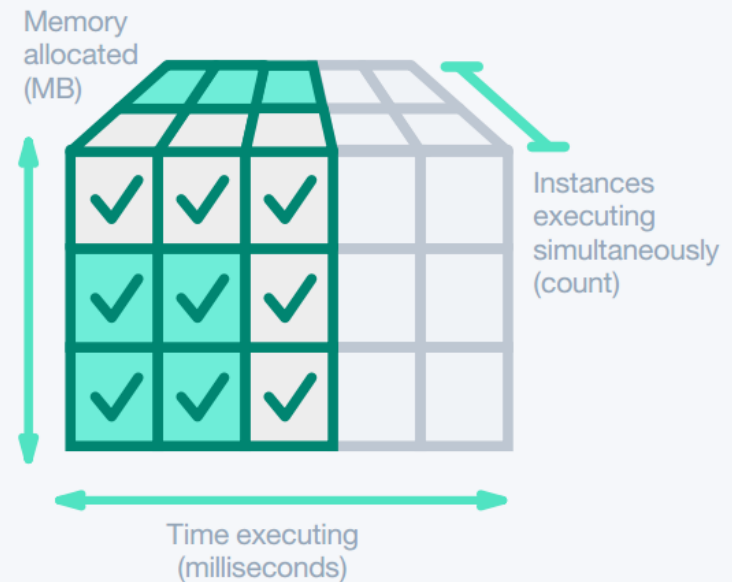 Memory
allocated
(MB)
Instances
executing
simultaneously
(count)
Time executing
(milliseconds)